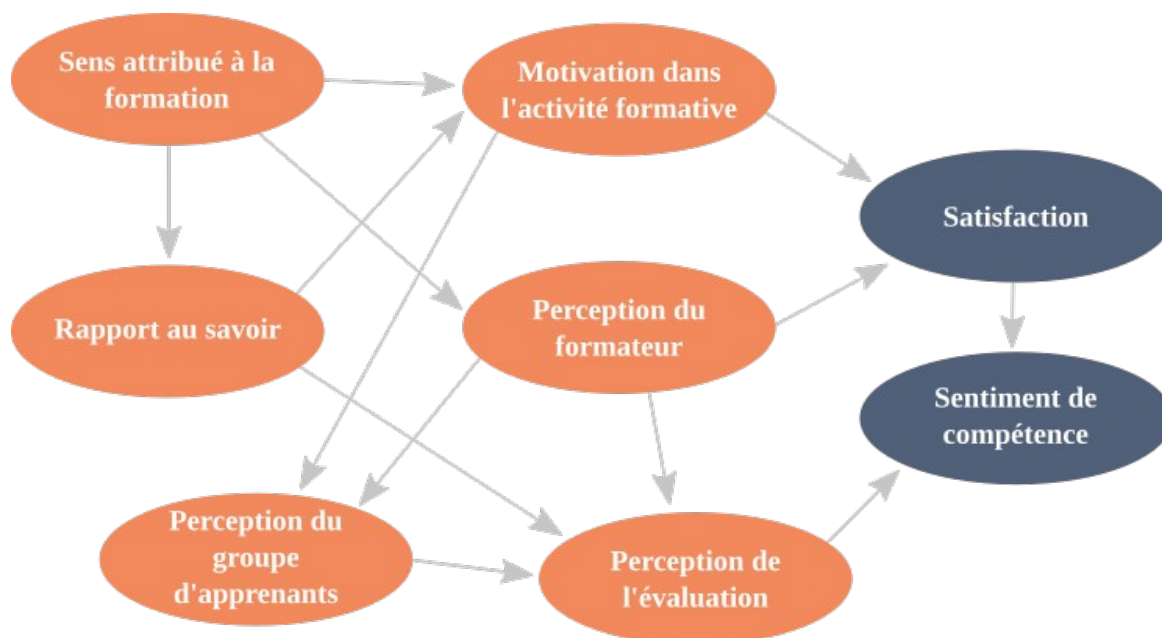 Sens attribué à la
formation
Motivation dans
l'activité formative
Satisfaction
Rapport au savoir
Perception du
formateur
Sentiment de
compétence
Perception du
groupe
d'apprenants
Perception de
l'évaluation